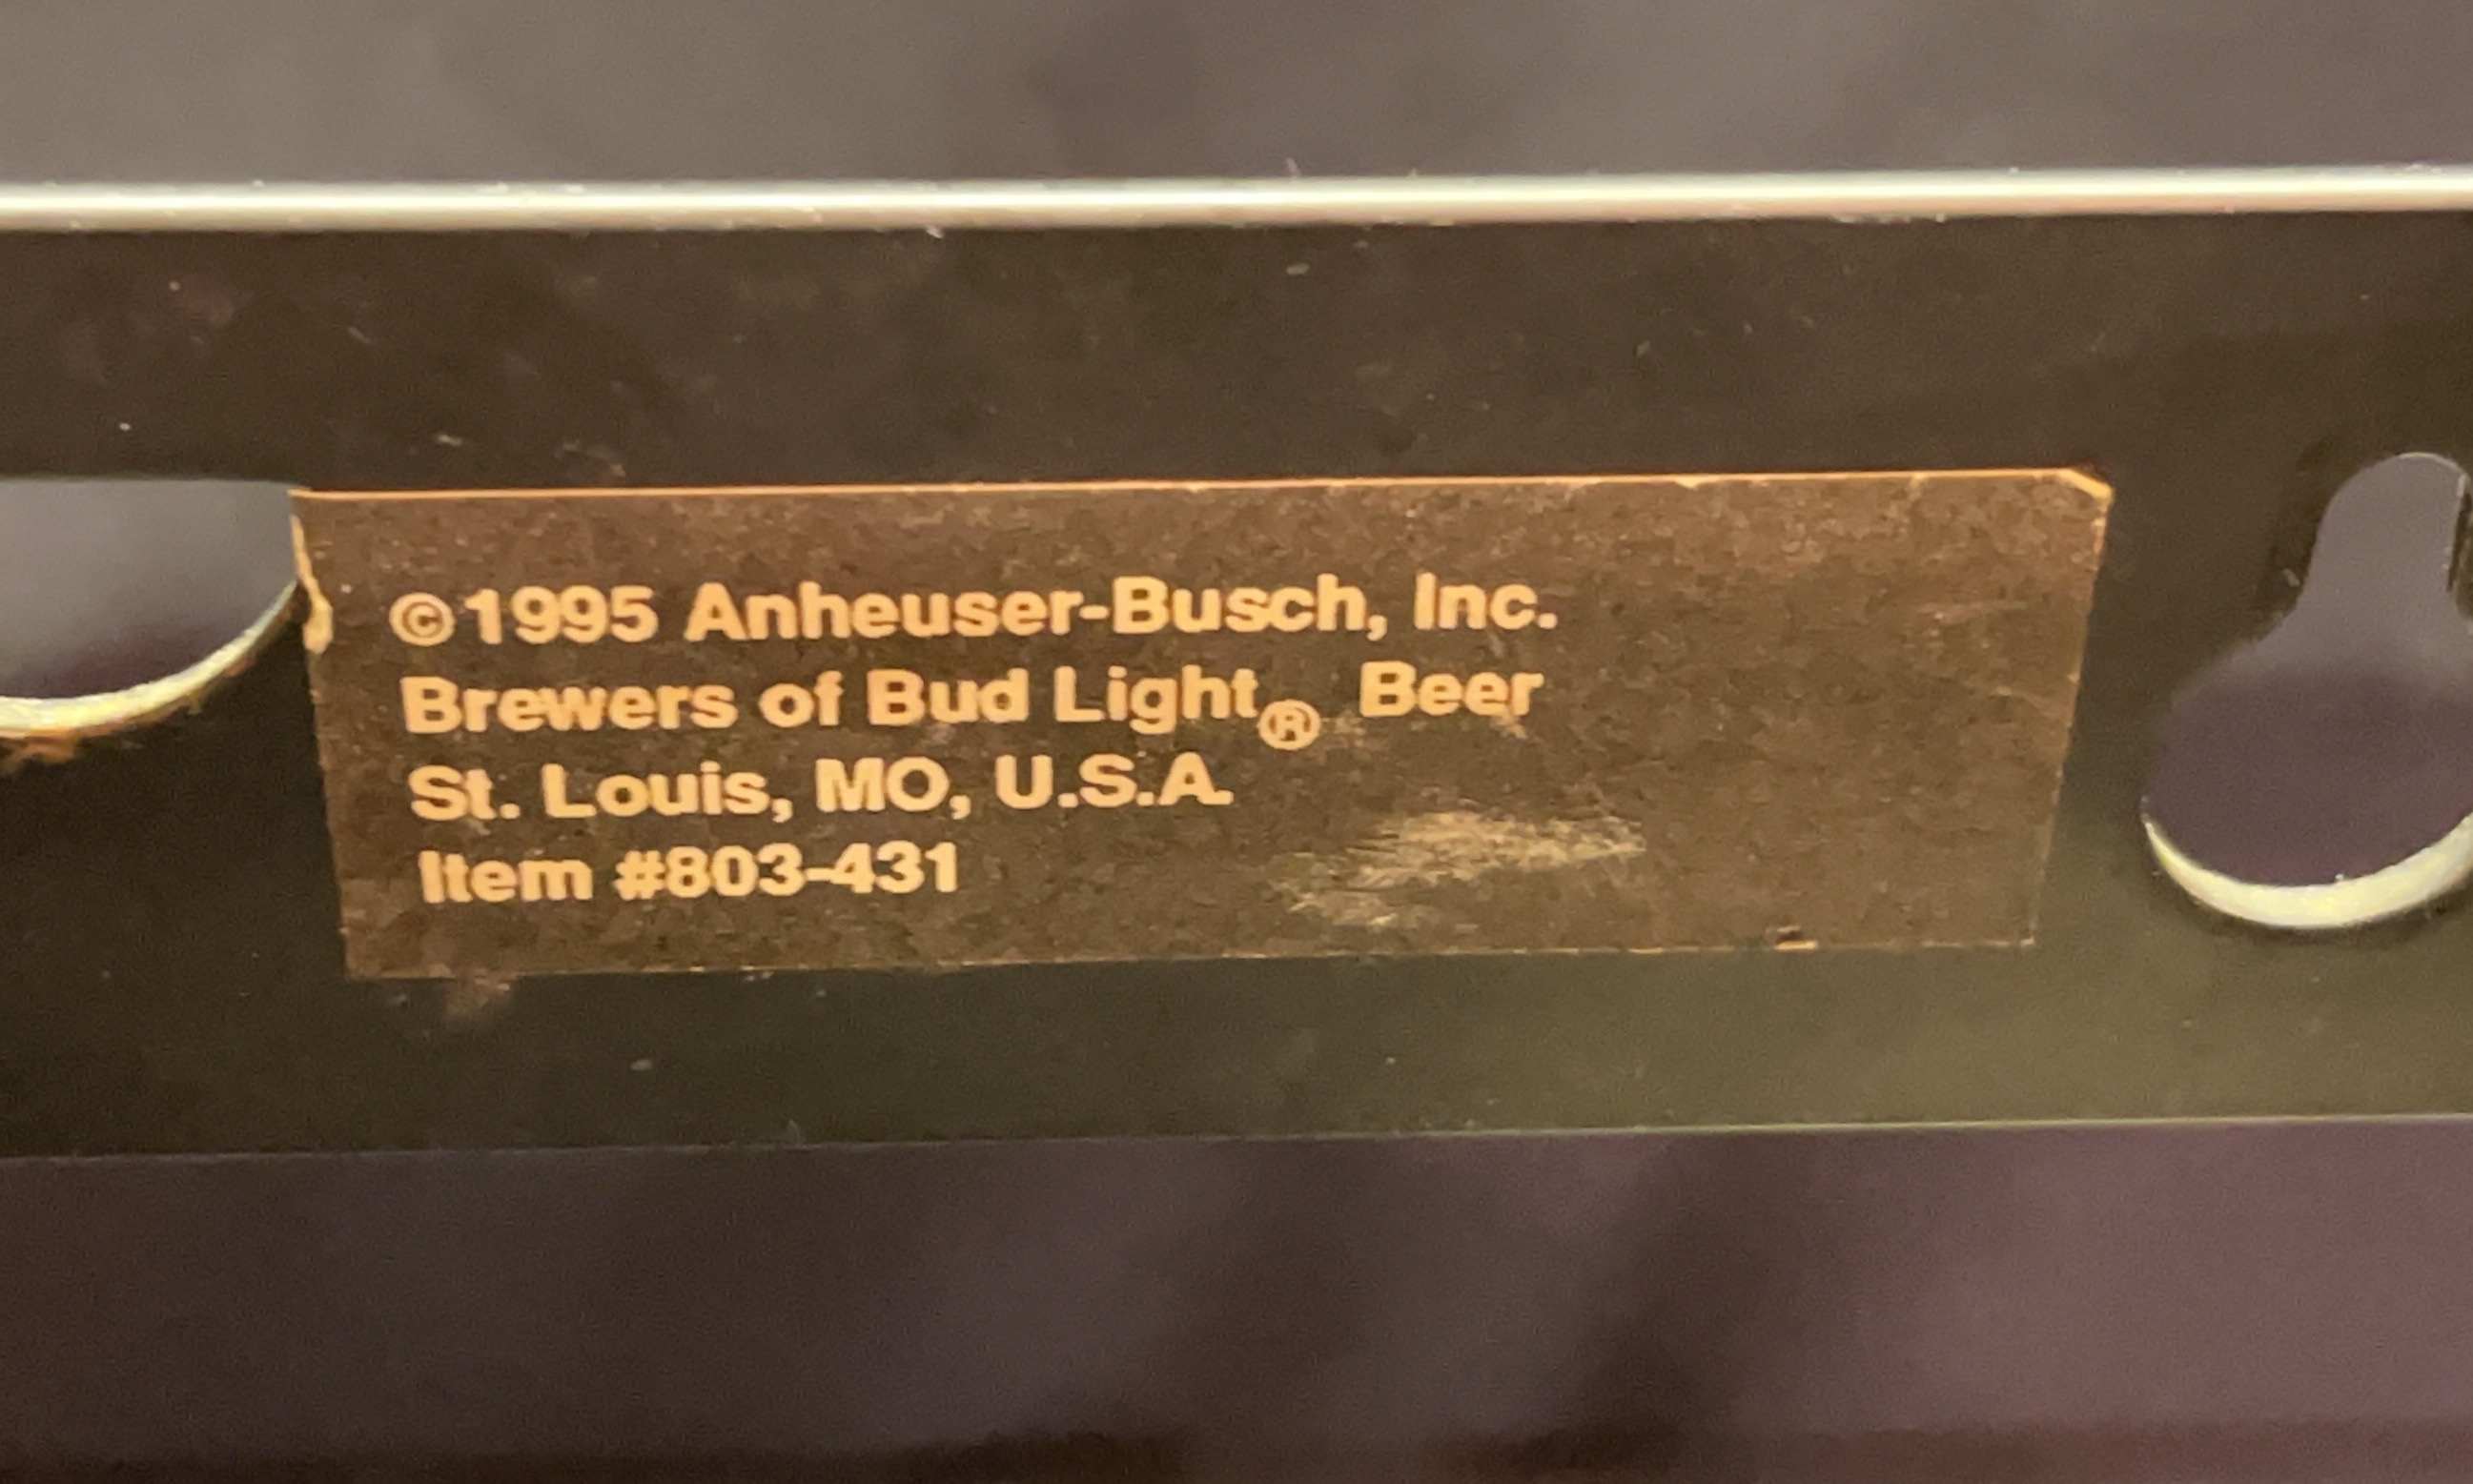 ©1995 Anheuser-Busch, Inc.
Brewers of Bud Light® Beer
St. Louis, MO, U.S.A.
Item #803-431